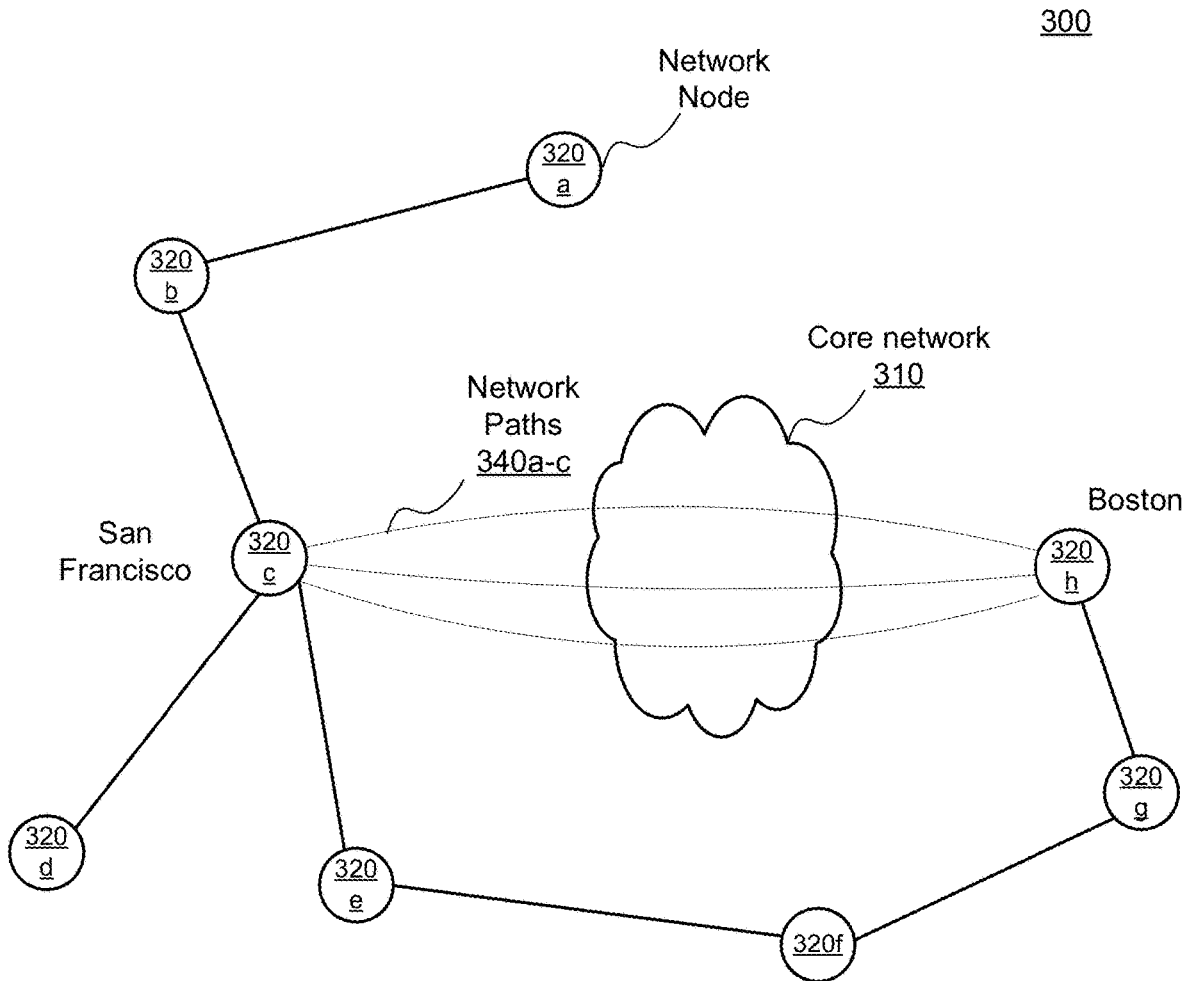 300
Network
Node
320
a
320
b
Core network
310
Network
Paths
340a-c
Boston
San
Francisco
320
c
320
h
320
g
320
d
320
e
320f